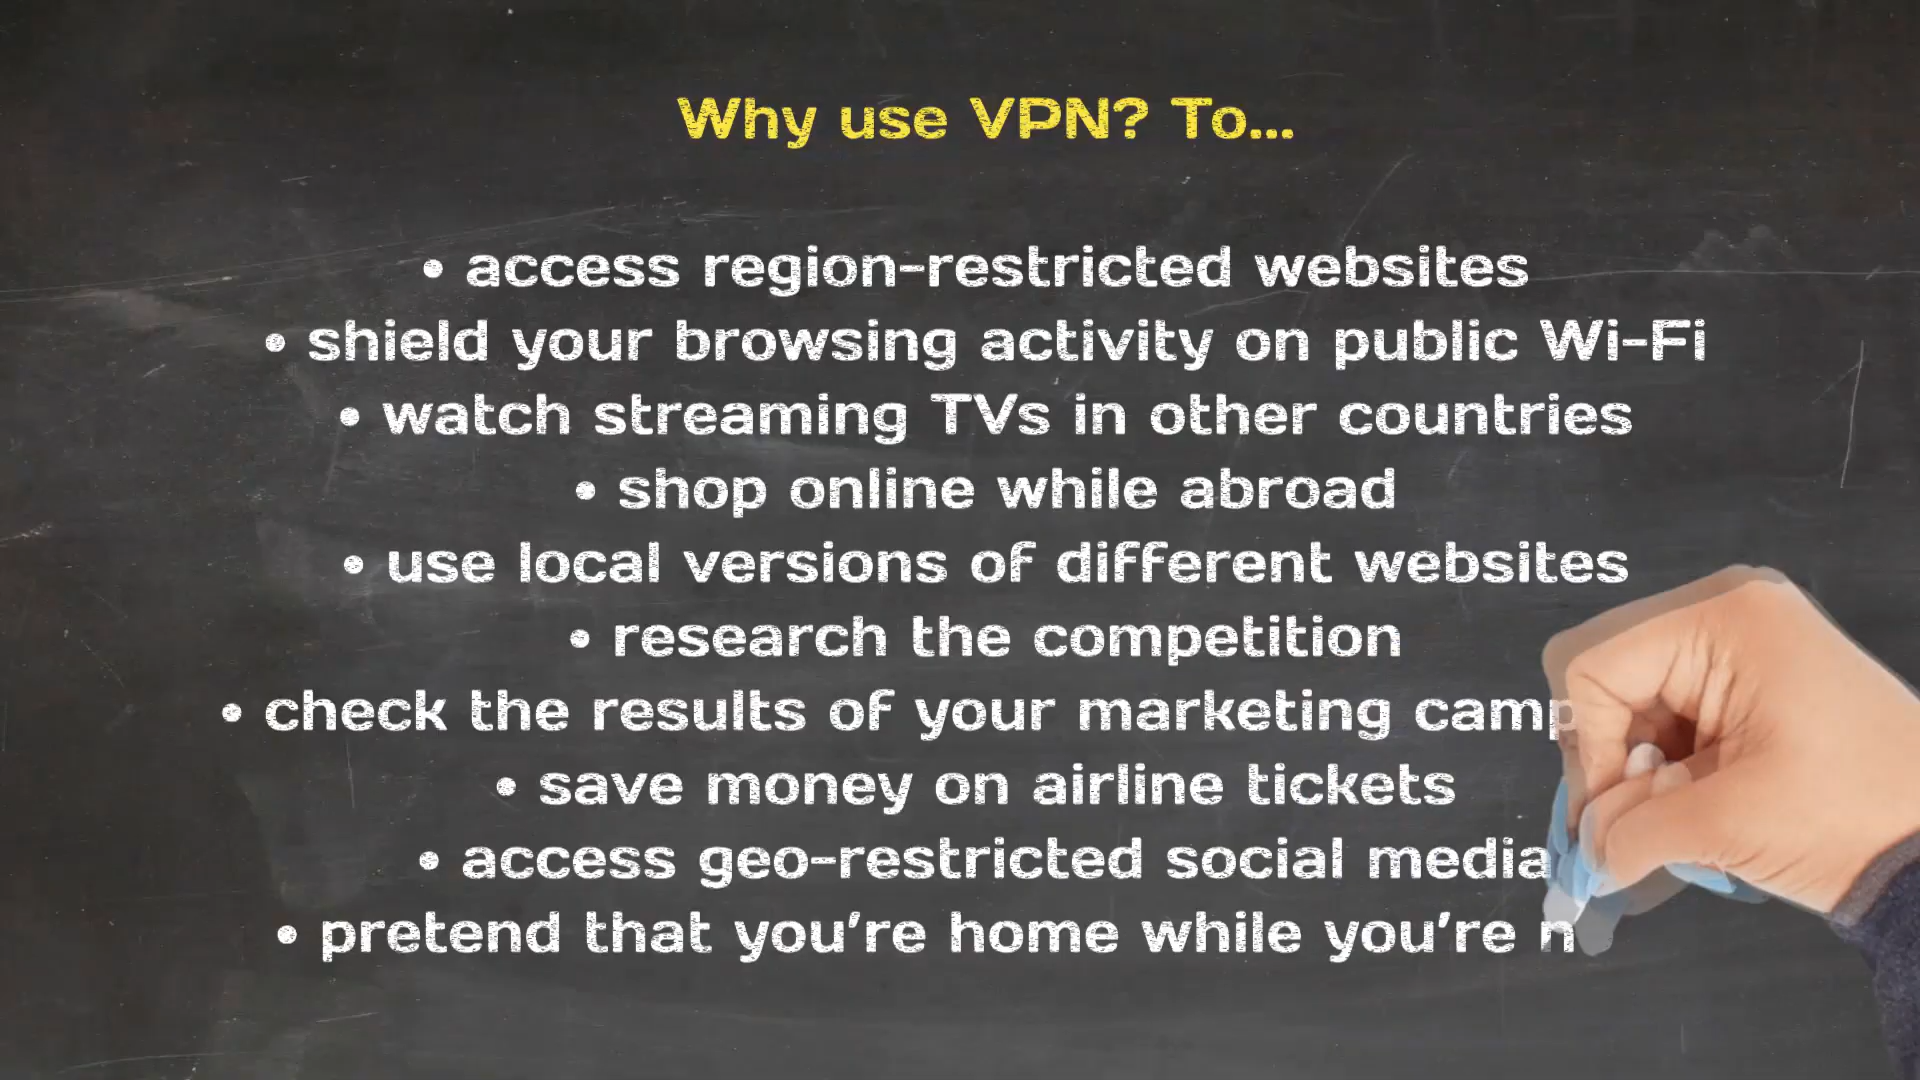 Why use VPN? To...
• access region-restricted websites
• shield your browsing activity on public Wi-Fi
• watch streaming TVs in other countries
• shop online while abroad
• use local versions of different websites
• research the competition
• check the results of your marketing camp
• save money on airline tickets
• access geo-restricted social media
• pretend that you’re home while you’re n